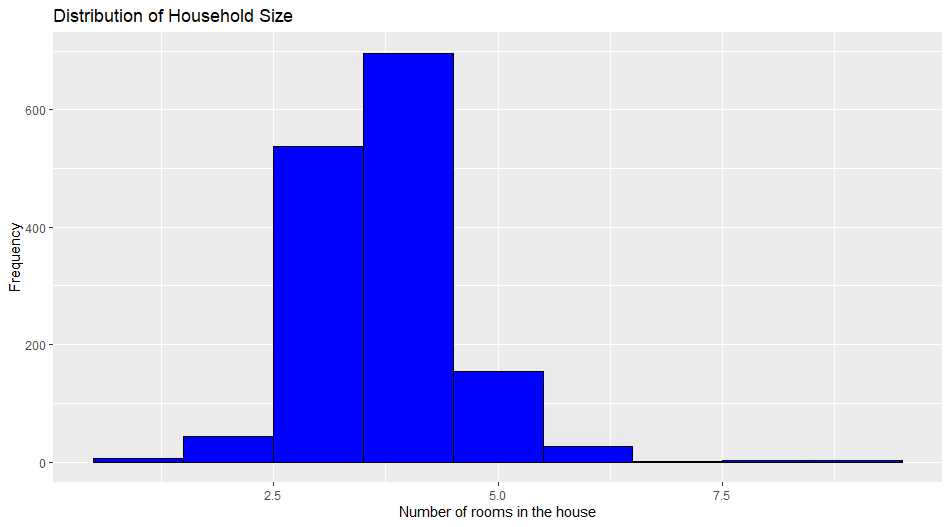 Distribution of Household Size
Frequency
600
400
200
0
2.5
5.0
7.5
Number of rooms in the house